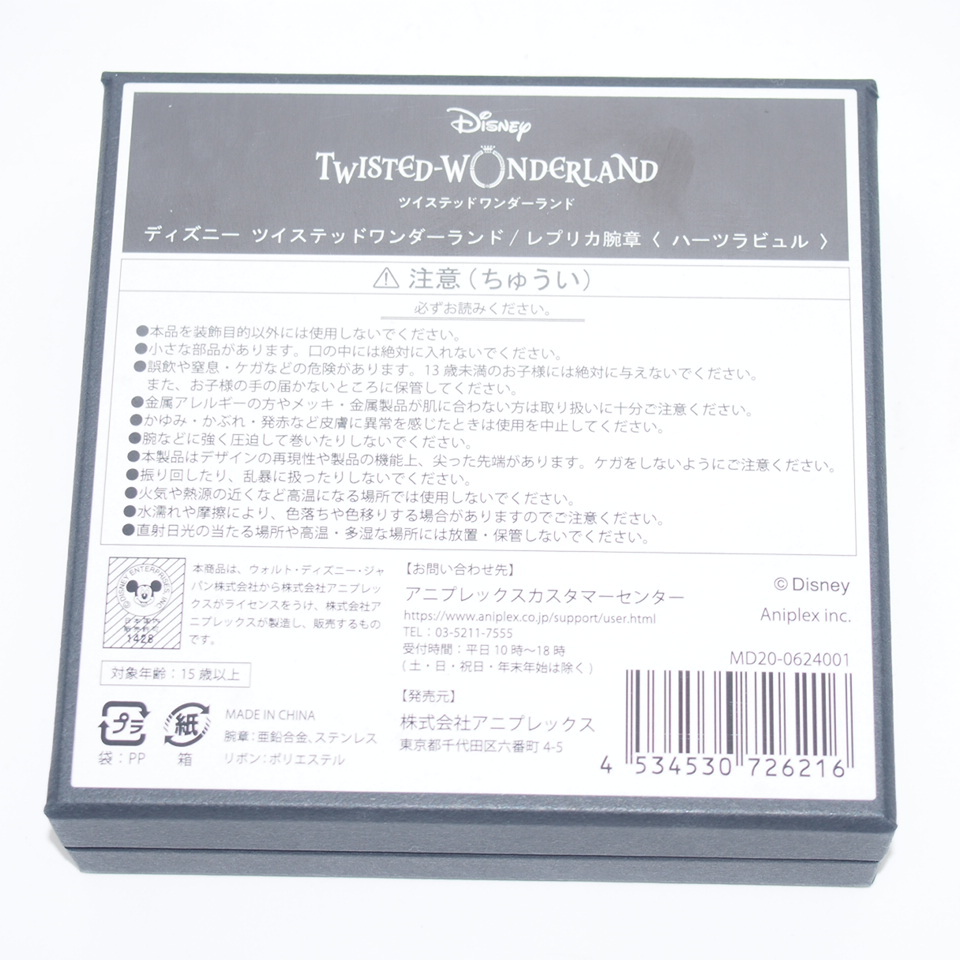 Disney
TWISTED-WONDERLAND
ツイステッドワンダーランド
ディズニー ツイステッドワンダーランド / レプリカ腕章〈 ハーツラビュル 〉
注意(ちゅうい)
必ずお読みください。
●本品を装飾目的以外には使用しないでください。
●小さな部品があります。口の中には絶対に入れないでください。
●誤飲や窒息・ケガなどの危険があります。13歳未満のお子様には絶対に与えないでください。
また、お子様の手の届かないところに保管してください。
●金属アレルギーの方やメッキ・金属製品が肌に合わない方は取り扱いに十分ご注意ください。
●かゆみ・かぶれ・発赤など皮膚に異常を感じたときは使用を中止してください。
●腕などに強く圧迫して巻いたりしないでください。
●本製品はデザインの再現性や製品の機能上、尖った先端があります。ケガをしないようにご注意ください。
●振り回したり、乱暴に扱ったりしないでください。
●火気や熱源の近くなど高温になる場所では使用しないでください。
●水濡れや摩擦により、色落ちや色移りする場合がありますのでご注意ください。
●直射日光の当たる場所や高温・多湿な場所には放置・保管しないでください。
©DISNEY ENTERPRISES INC
1428
本商品は、ウォルト・ディズニー・ジャ
パン株式会社から株式会社アニプレッ
クスがライセンスをうけ、株式会社ア
ニプレックスが製造し、販売するもの
です。
対象年齢:15歳以上
プラ
袋:PP
紙
箱
MADE IN CHINA
腕章:亜鉛合金、ステンレス
リボン:ポリエステル
【お問い合わせ先】
アニプレックスカスタマーセンター
https://www.aniplex.co.jp/support/user.html
TEL:03-5211-7555
受付時間:平日10時〜18時
(土・日・祝日・年末年始は除く)
【発売元】
株式会社アニプレックス
東京都千代田区六番町 4-5
©Disney
Aniplex inc.
MD20-0624001
4 534530 726216